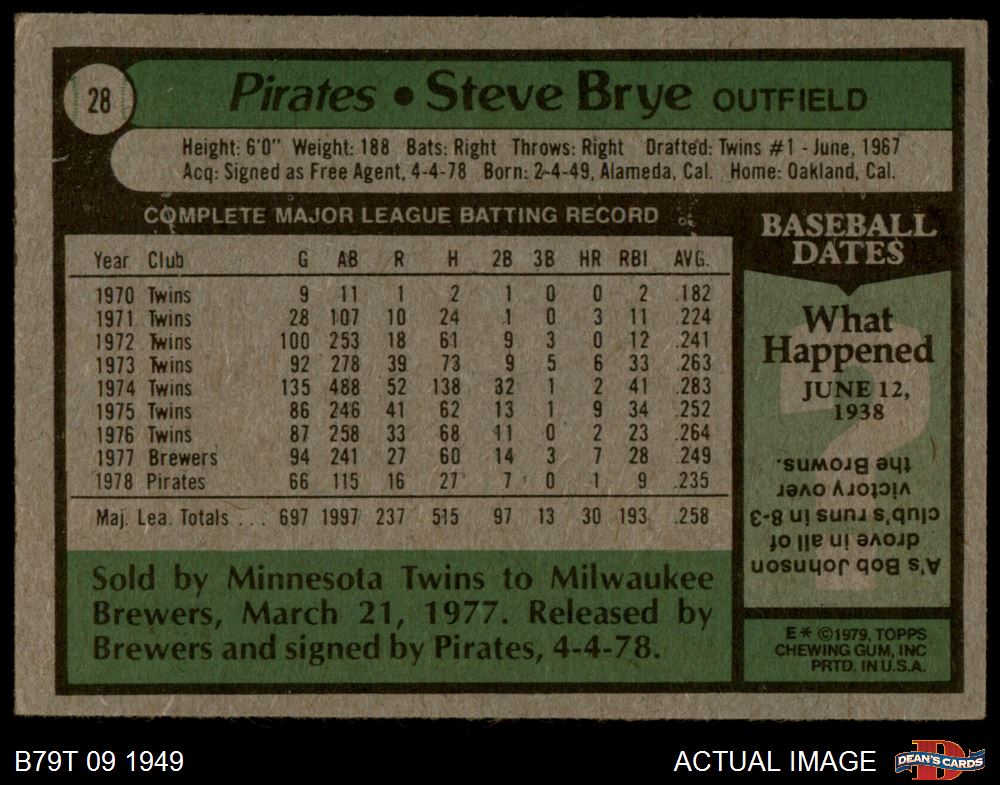 28
Pirates • Steve Brye OUTFIELD
Height: 6'0" Weight: 188 Bats: Right Throws: Right Drafted: Twins #1 - June, 1967
Acq: Signed as Free Agent, 4-4-78 Born: 2-4-49, Alameda, Cal. Home: Oakland, Cal.
COMPLETE MAJOR LEAGUE BATTING RECORD
Year Club G AB R H 2B 3B HR RBI AVG.
1970 Twins 9 11 1 2 1 0 0 2 .182
1971 Twins 28 107 10 24 1 0 3 11 .224
1972 Twins 100 253 18 61 9 3 0 12 .241
1973 Twins 92 278 39 73 9 5 6 33 .263
1974 Twins 135 488 52 138 32 1 2 41 .283
1975 Twins 86 246 41 62 13 1 9 34 .252
1976 Twins 87 258 33 68 11 0 2 23 .264
1977 Brewers 94 241 27 60 14 3 7 28 .249
1978 Pirates 66 115 16 27 7 0 1 9 .235
Maj. Lea. Totals ... 697 1997 237 515 97 13 30 193 .258
Sold by Minnesota Twins to Milwaukee
Brewers, March 21, 1977. Released by
Brewers and signed by Pirates, 4-4-78.
BASEBALL
DATES
What
Happened
JUNE 12,
1938
?
A's Bob Johnson
drove in all of
club's runs in 8-3
victory over
the Browns.
E* ©1979, TOPPS
CHEWING GUM, INC
PRTD. IN U.S.A.
B79T 09 1949
ACTUAL IMAGE
D
DEAN'S CARDS